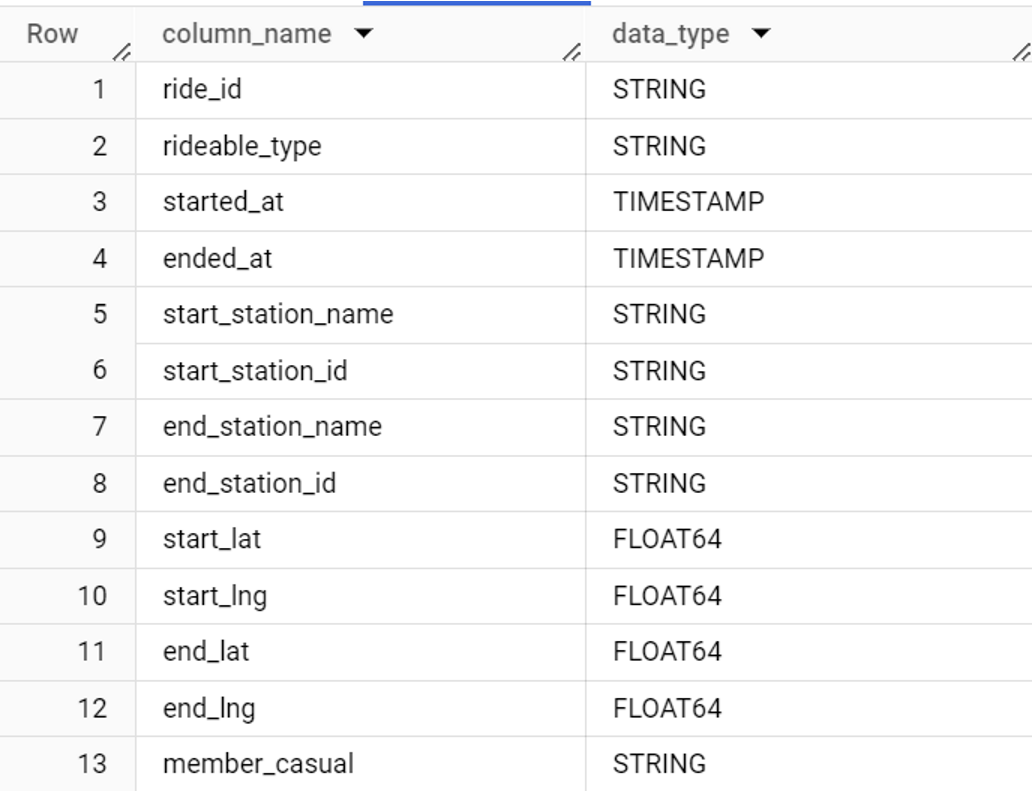 Row column_name data_type
1 ride_id STRING
2 rideable_type STRING
3 started_at TIMESTAMP
4 ended_at TIMESTAMP
5 start_station_name STRING
6 start_station_id STRING
7 end_station_name STRING
8 end_station_id STRING
9 start_lat FLOAT64
10 start_lng FLOAT64
11 end_lat FLOAT64
12 end_lng FLOAT64
13 member_casual STRING